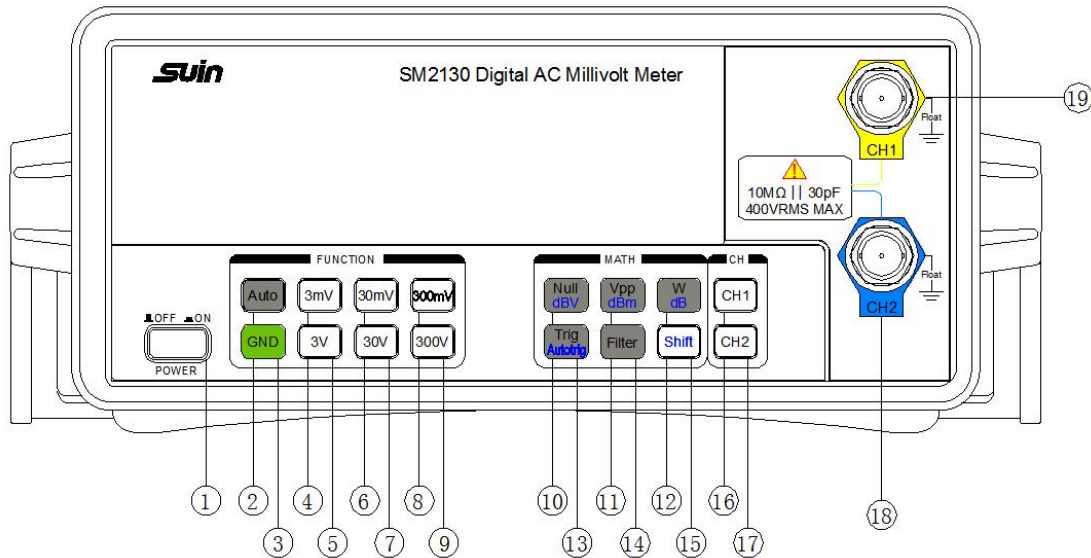 Suin
SM2130 Digital AC Millivolt Meter
CH1
Float
10MΩ || 30pF
400VRMS MAX
CH2
Float
FUNCTION
MATH
CH
Auto
3mV
30mV
300mV
Null
dBV
Vpp
dBm
W
dB
CH1
OFF
ON
POWER
GND
3V
30V
300V
Trig
Autotrig
Filter
Shift
CH2
1
2
3
4
5
6
7
8
9
10
11
12
13
14
15
16
17
18
19